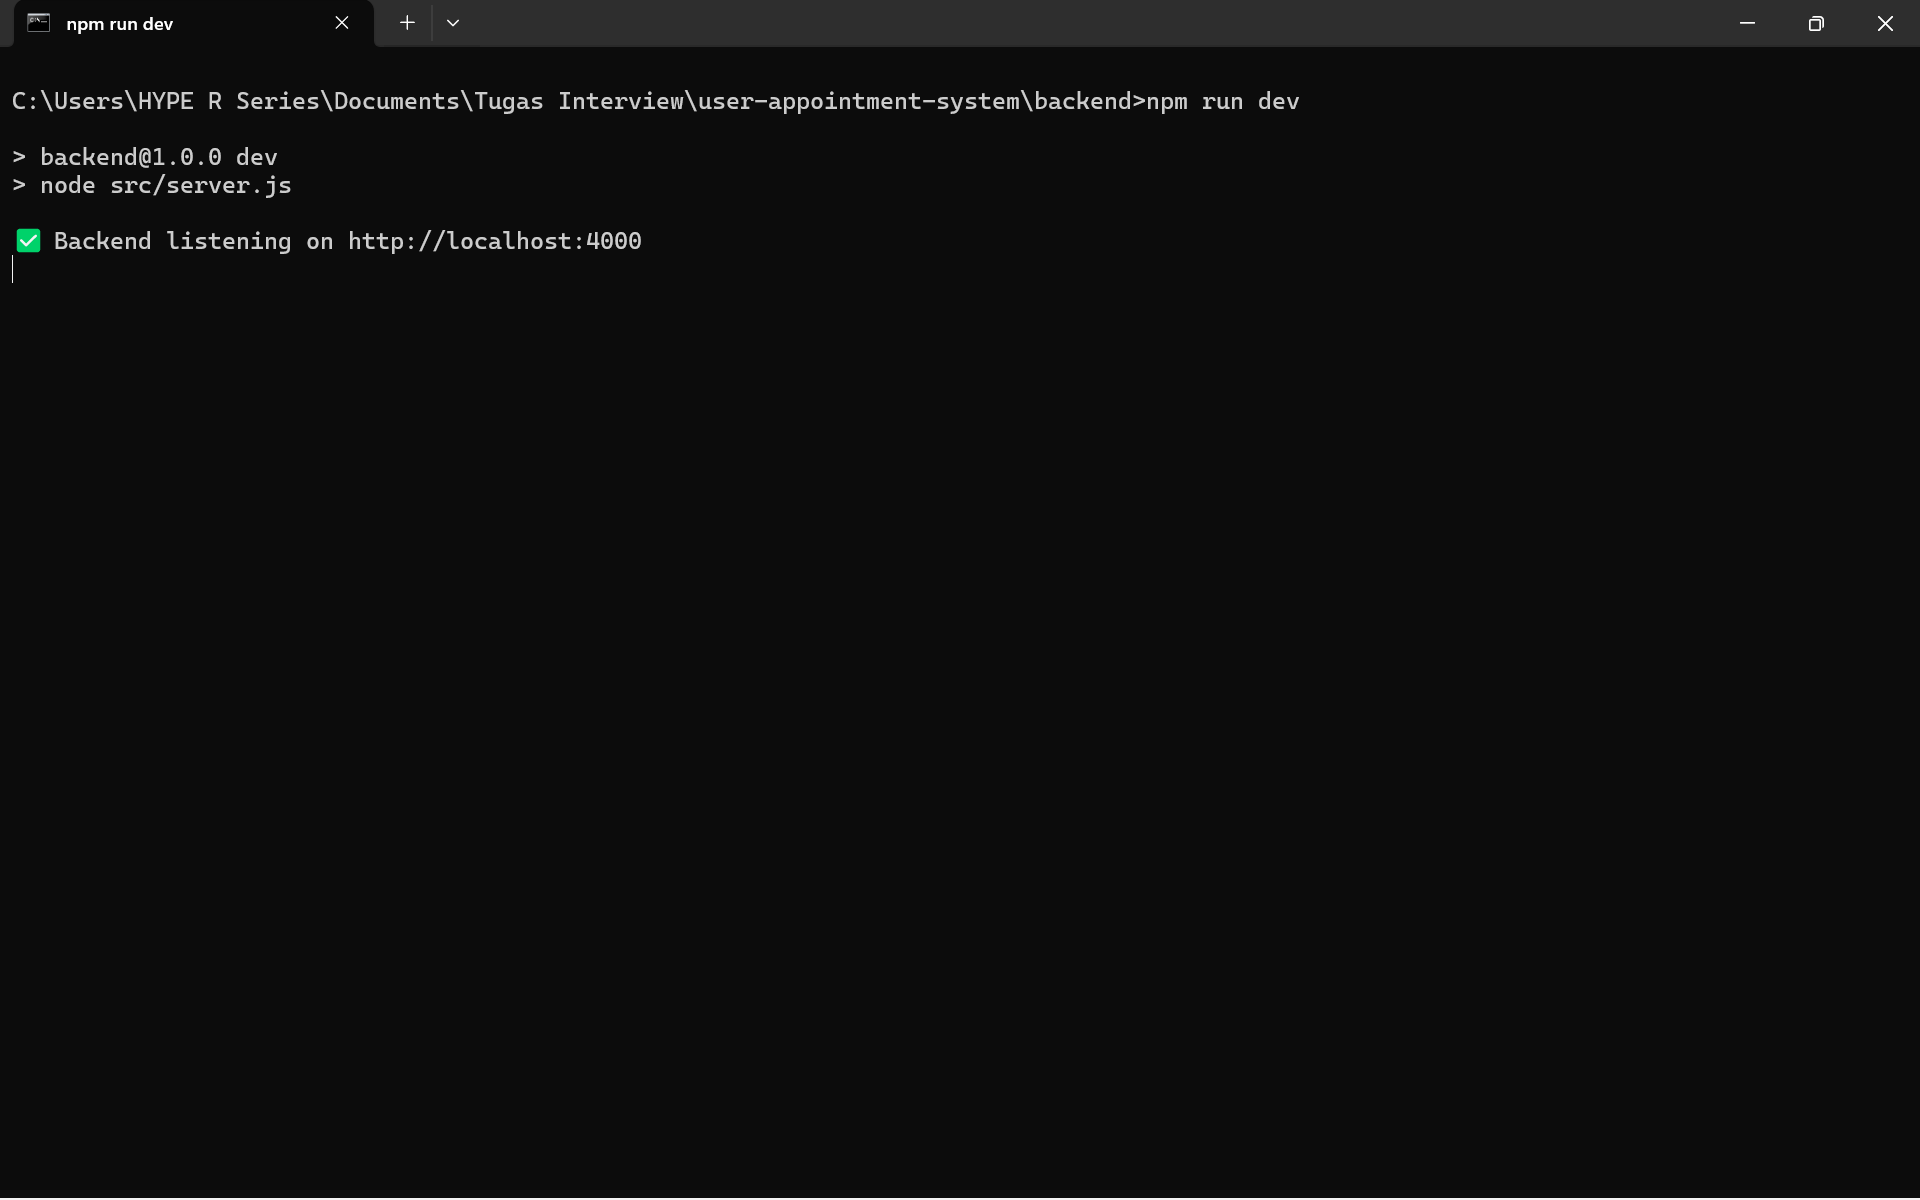 npm run dev
C:\Users\HYPE R Series\Documents\Tugas Interview\user-appointment-system\backend>npm run dev
> backend@1.0.0 dev
> node src/server.js
✅ Backend listening on http://localhost:4000